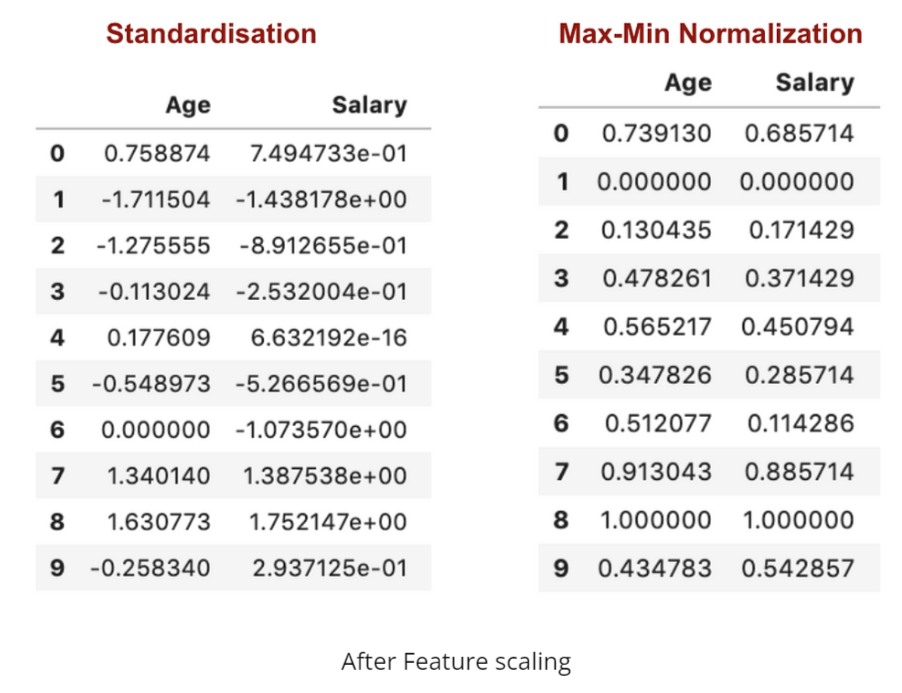 Standardisation
Age Salary
0 0.758874 7.494733e-01
1 -1.711504 -1.438178e+00
2 -1.275555 -8.912655e-01
3 -0.113024 -2.532004e-01
4 0.177609 6.632192e-16
5 -0.548973 -5.266569e-01
6 0.000000 -1.073570e+00
7 1.340140 1.387538e+00
8 1.630773 1.752147e+00
9 -0.258340 2.937125e-01
Max-Min Normalization
Age Salary
0 0.739130 0.685714
1 0.000000 0.000000
2 0.130435 0.171429
3 0.478261 0.371429
4 0.565217 0.450794
5 0.347826 0.285714
6 0.512077 0.114286
7 0.913043 0.885714
8 1.000000 1.000000
9 0.434783 0.542857
After Feature scaling